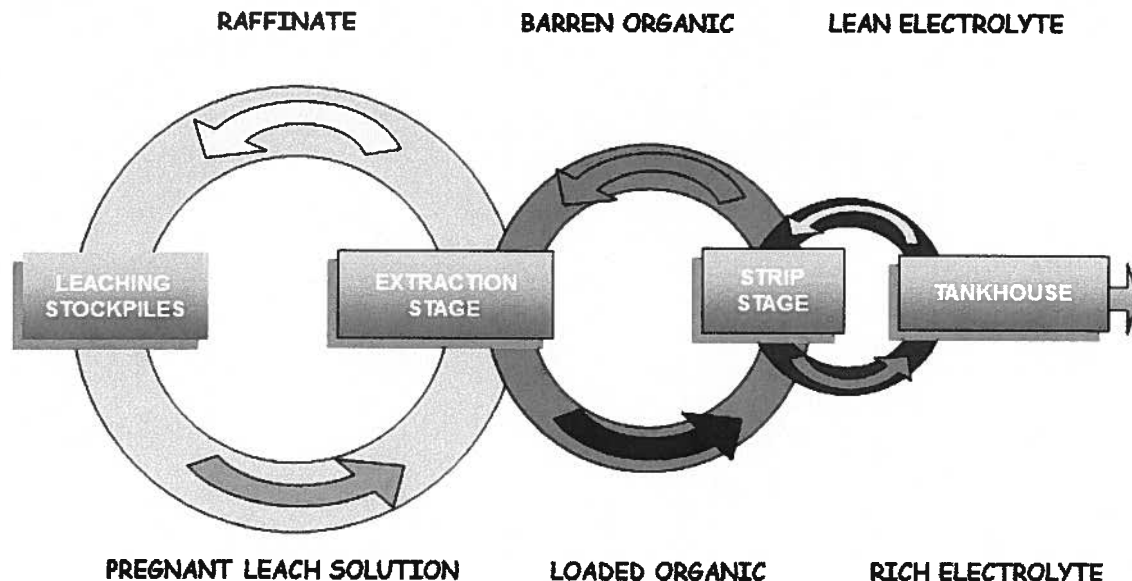 RAFFINATE
BARREN ORGANIC
LEAN ELECTROLYTE
LEACHING
STOCKPILES
EXTRACTION
STAGE
STRIP
STAGE
TANKHOUSE
PREGNANT LEACH SOLUTION
LOADED ORGANIC
RICH ELECTROLYTE